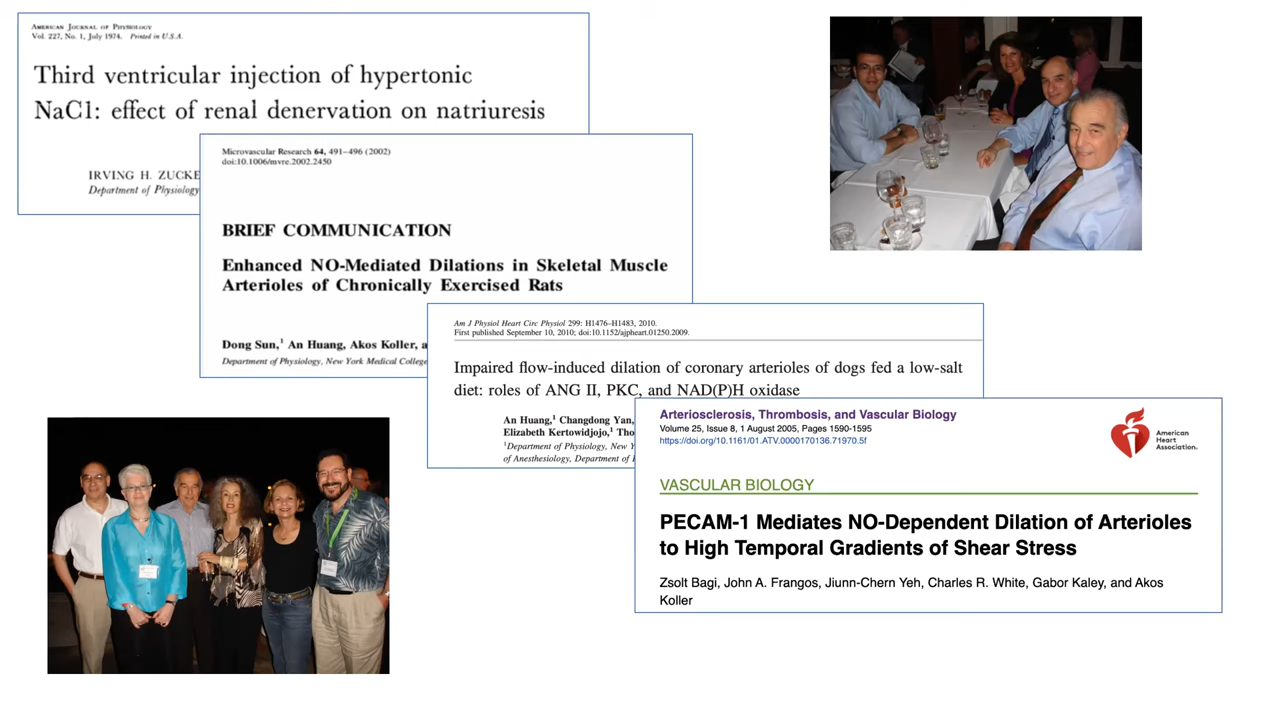 AMERICAN JOURNAL OF PHYSIOLOGY
Vol. 227, No. 1, July 1974. Printed in U.S.A.
Third ventricular injection of hypertonic
NaCl: effect of renal denervation on natriuresis
IRVING H. ZUCKE
Department of Physiology
Microvascular Research 64, 491–496 (2002)
doi:10.1006/mvre.2002.2450
BRIEF COMMUNICATION
Enhanced NO-Mediated Dilations in Skeletal Muscle
Arterioles of Chronically Exercised Rats
Dong Sun,¹ An Huang, Akos Koller, a
Department of Physiology, New York Medical College
Am J Physiol Heart Circ Physiol 299: H1476–H1483, 2010.
First published September 10, 2010; doi:10.1152/ajpheart.01250.2009.
Impaired flow-induced dilation of coronary arterioles of dogs fed a low-salt
diet: roles of ANG II, PKC, and NAD(P)H oxidase
An Huang,¹ Changdong Yan,
Elizabeth Kertowidjojo,¹ Tho
¹Department of Physiology, New Y
of Anesthesiology, Department of
Arteriosclerosis, Thrombosis, and Vascular Biology
Volume 25, Issue 8, 1 August 2005, Pages 1590-1595
https://doi.org/10.1161/01.ATV.0000170136.71970.5f
American
Heart
Association.
VASCULAR BIOLOGY
PECAM-1 Mediates NO-Dependent Dilation of Arterioles
to High Temporal Gradients of Shear Stress
Zsolt Bagi, John A. Frangos, Jiunn-Chern Yeh, Charles R. White, Gabor Kaley, and Akos
Koller